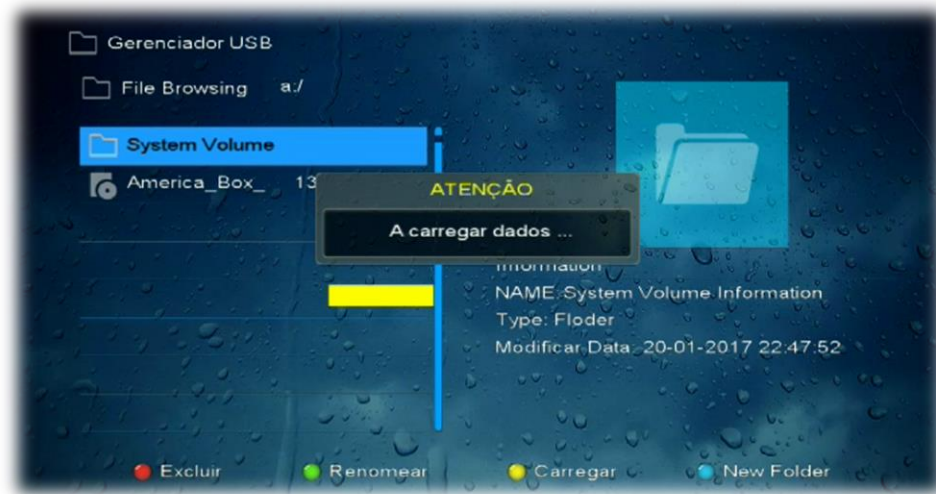 Gerenciador USB
File Browsing a:/
System Volume
America_Box_ 13
ATENÇÃO
A carregar dados ...
Information
NAME: System Volume Information
Type: Floder
Modificar Data: 20-01-2017 22:47:52
Excluir Renomear Carregar New Folder